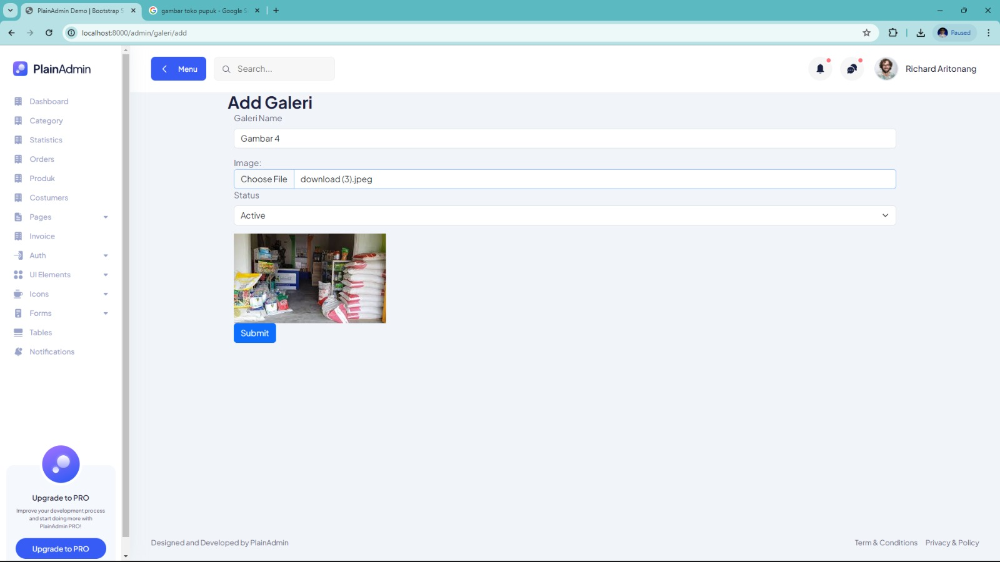 PlainAdmin Demo | Bootstrap 5
gambar toko pupuk - Google S
localhost:8000/admin/galeri/add
Paused
PlainAdmin
Menu
Search...
Richard Aritonang
Dashboard
Category
Statistics
Orders
Produk
Costumers
Pages
Invoice
Auth
UI Elements
Icons
Forms
Tables
Notifications
Add Galeri
Galeri Name
Gambar 4
Image:
Choose File download (3).jpeg
Status
Active
Submit
Upgrade to PRO
Improve your development process
and start doing more with
PlainAdmin PRO!
Upgrade to PRO
Designed and Developed by PlainAdmin
Term & Conditions Privacy & Policy